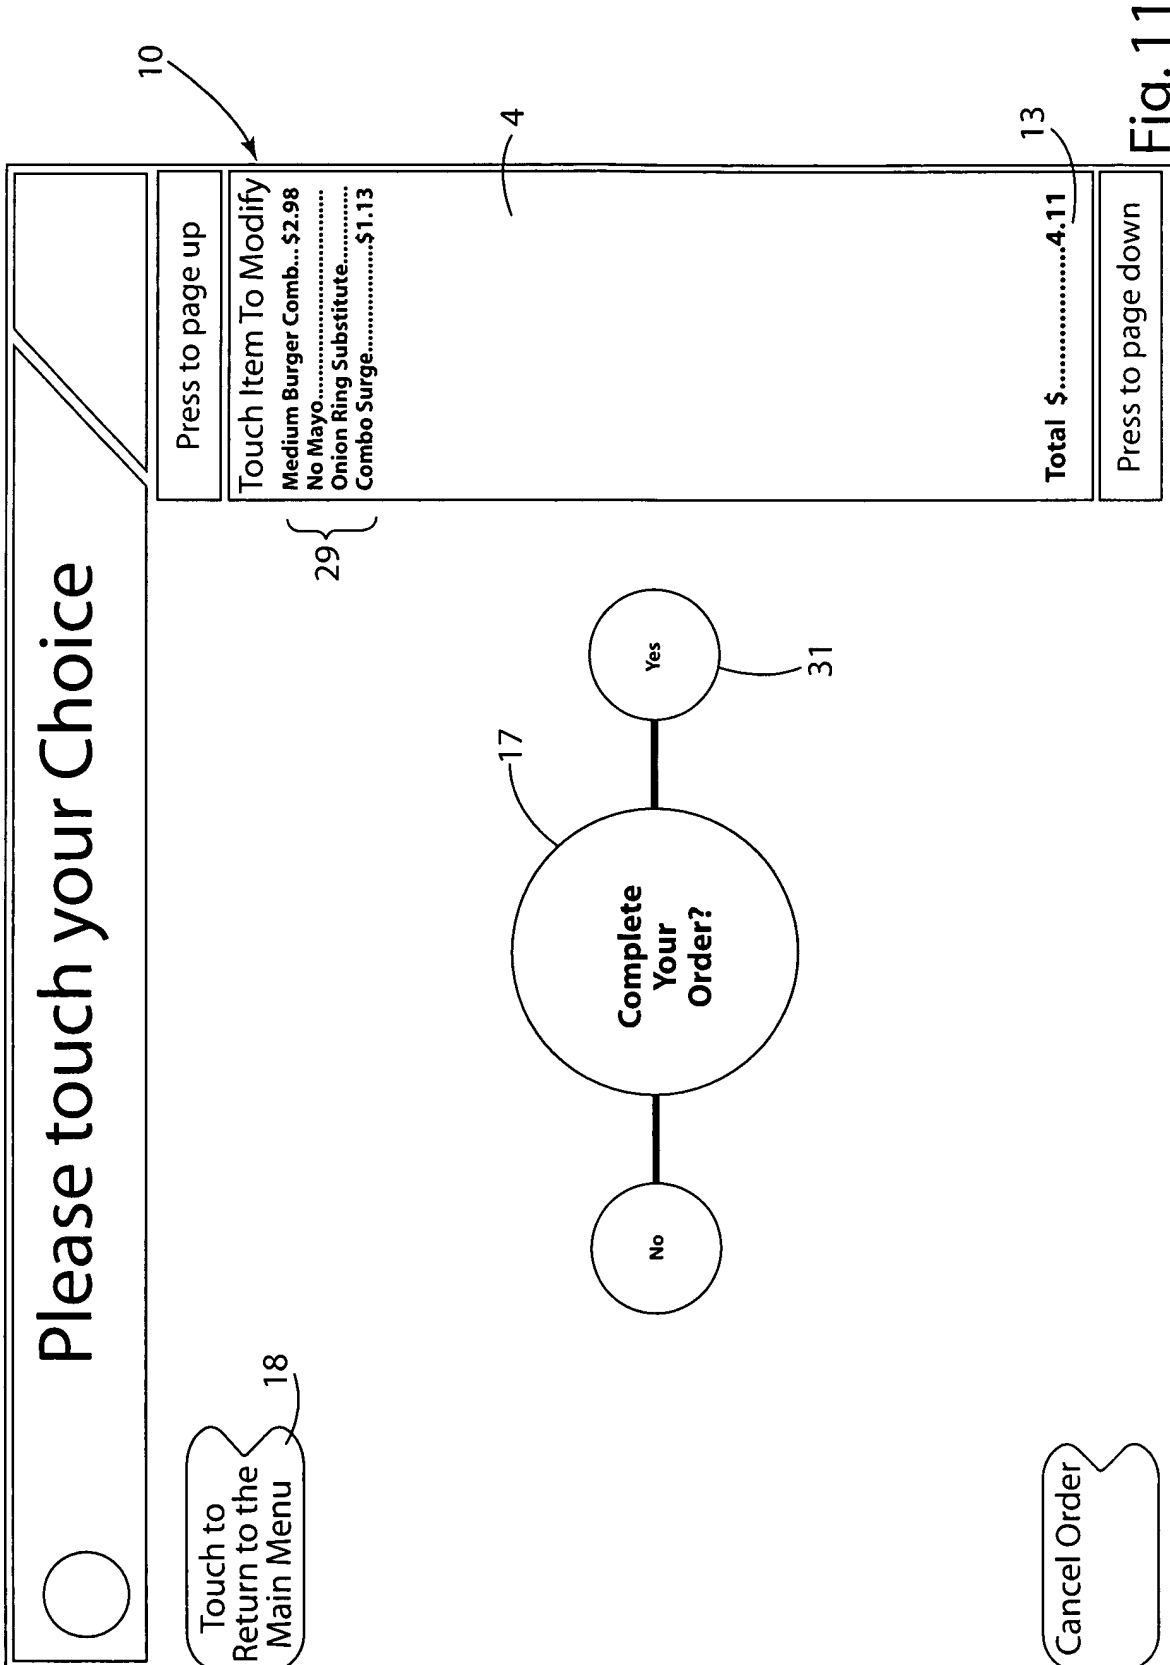 Please touch your Choice
Touch to
Return to the
Main Menu
18
Press to page up
10
Touch Item To Modify
Medium Burger Comb... $2.98
No Mayo...................................
Onion Ring Substitute..............
Combo Surge..................$1.13
29
4
17
No
Complete
Your
Order?
Yes
31
Cancel Order
Total $......................4.11
13
Press to page down
Fig. 11